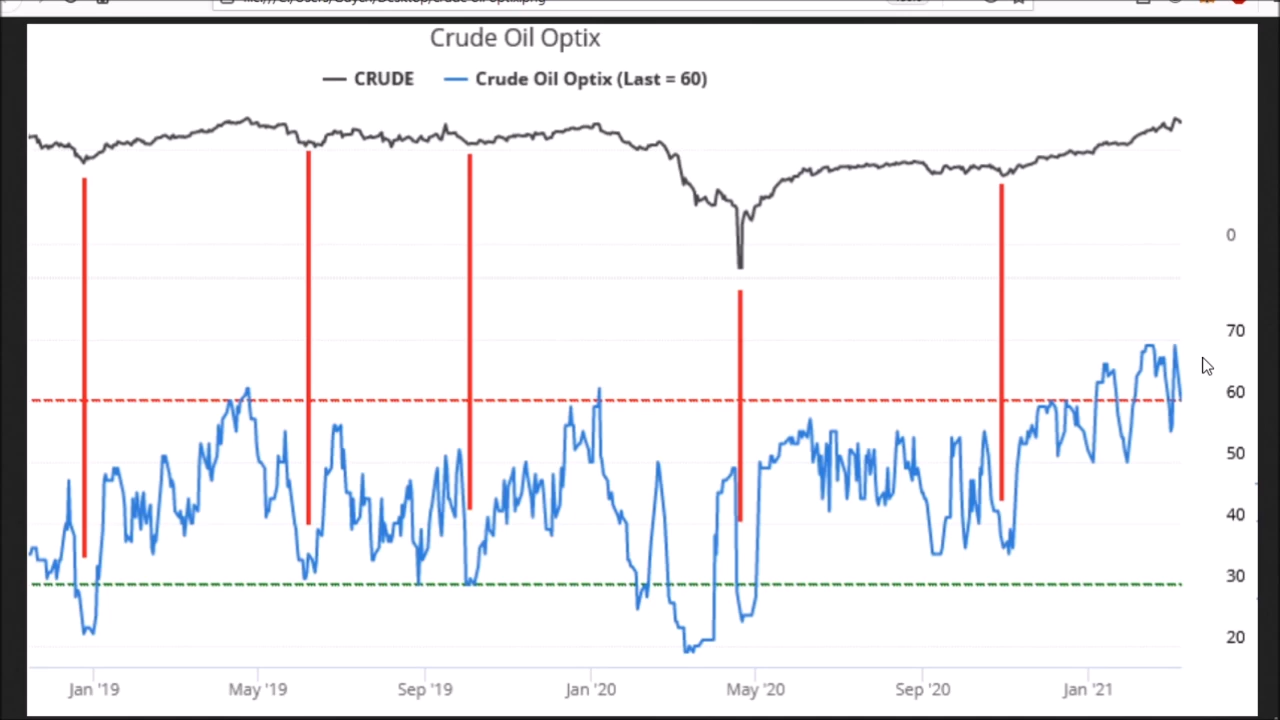 Crude Oil Optix
CRUDE
Crude Oil Optix (Last = 60)
0
70
60
50
40
30
20
Jan '19
May '19
Sep '19
Jan '20
May '20
Sep '20
Jan '21